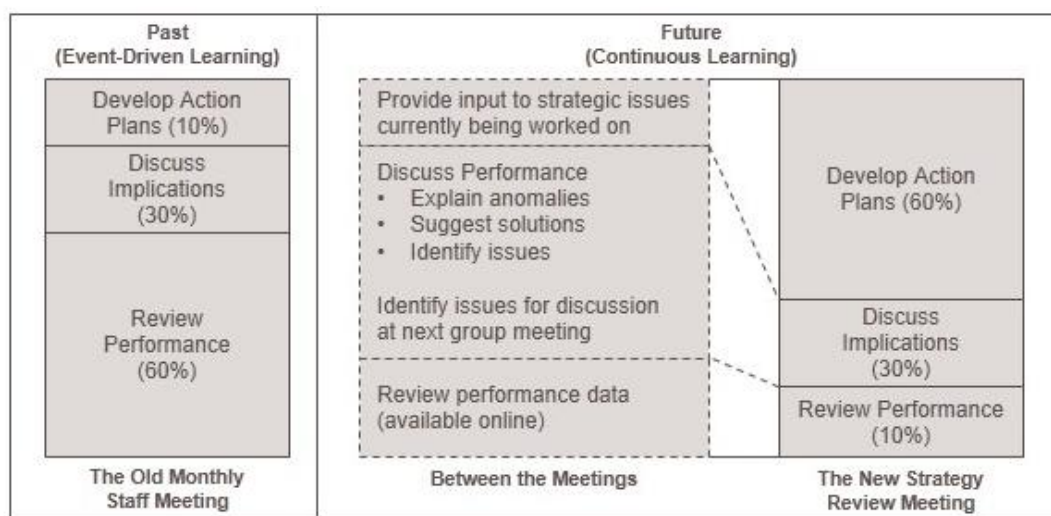 Past
(Event-Driven Learning)
Develop Action
Plans (10%)
Discuss
Implications
(30%)
Review
Performance
(60%)
The Old Monthly
Staff Meeting
Future
(Continuous Learning)
Provide input to strategic issues
currently being worked on
Discuss Performance
• Explain anomalies
• Suggest solutions
• Identify issues
Identify issues for discussion
at next group meeting
Review performance data
(available online)
Between the Meetings
Develop Action
Plans (60%)
Discuss
Implications
(30%)
Review Performance
(10%)
The New Strategy
Review Meeting